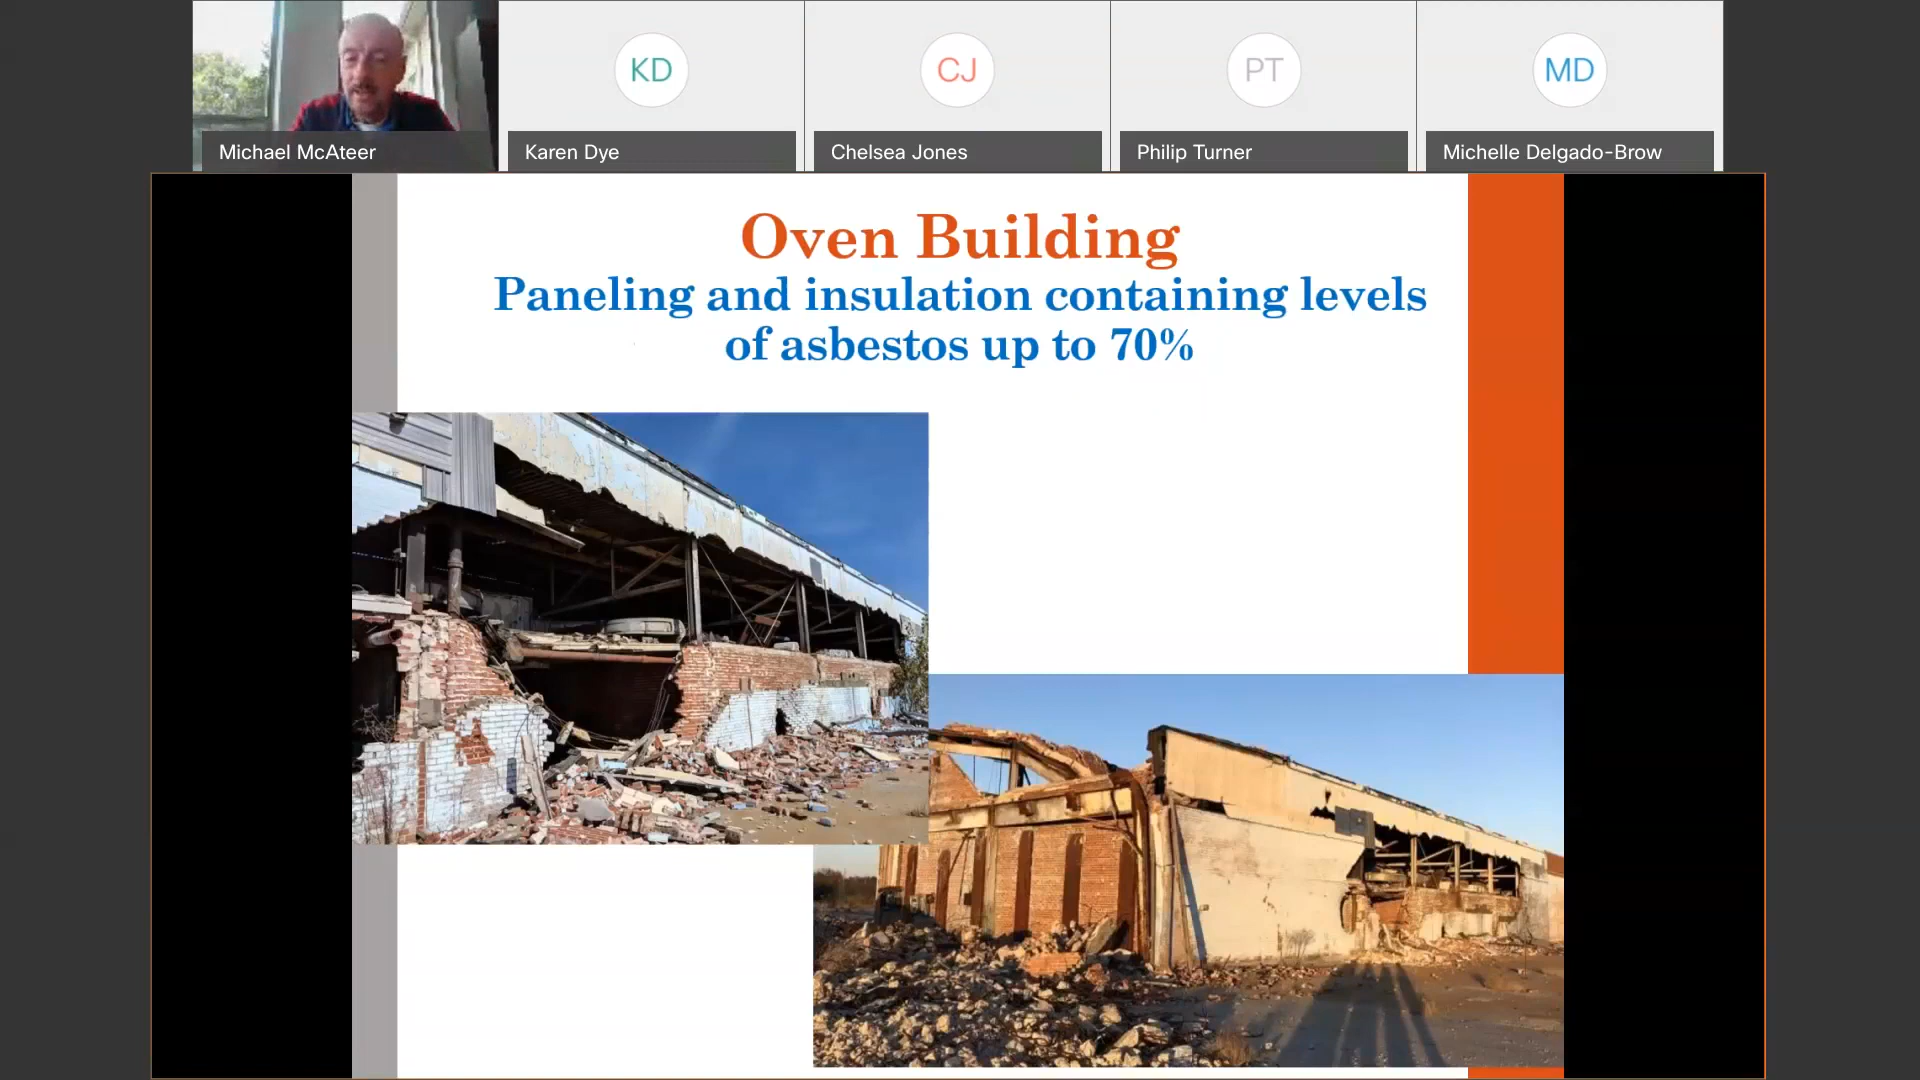 KD
CJ
PT
MD
Michael McAteer
Karen Dye
Chelsea Jones
Philip Turner
Michelle Delgado-Brow
Oven Building
Paneling and insulation containing levels
of asbestos up to 70%